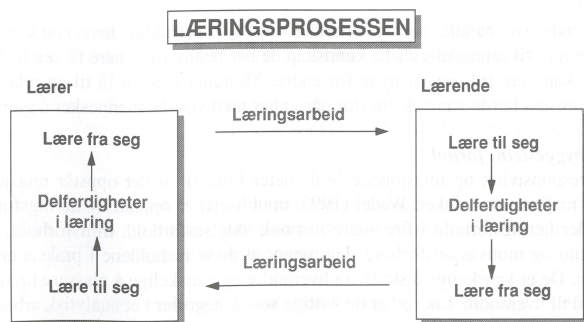 LÆRINGSPROSESSEN
Lærer
Lærende
Læringsarbeid
Lære fra seg
Delferdigheter
i læring
Lære til seg
Lære til seg
Delferdigheter
i læring
Lære fra seg
Læringsarbeid